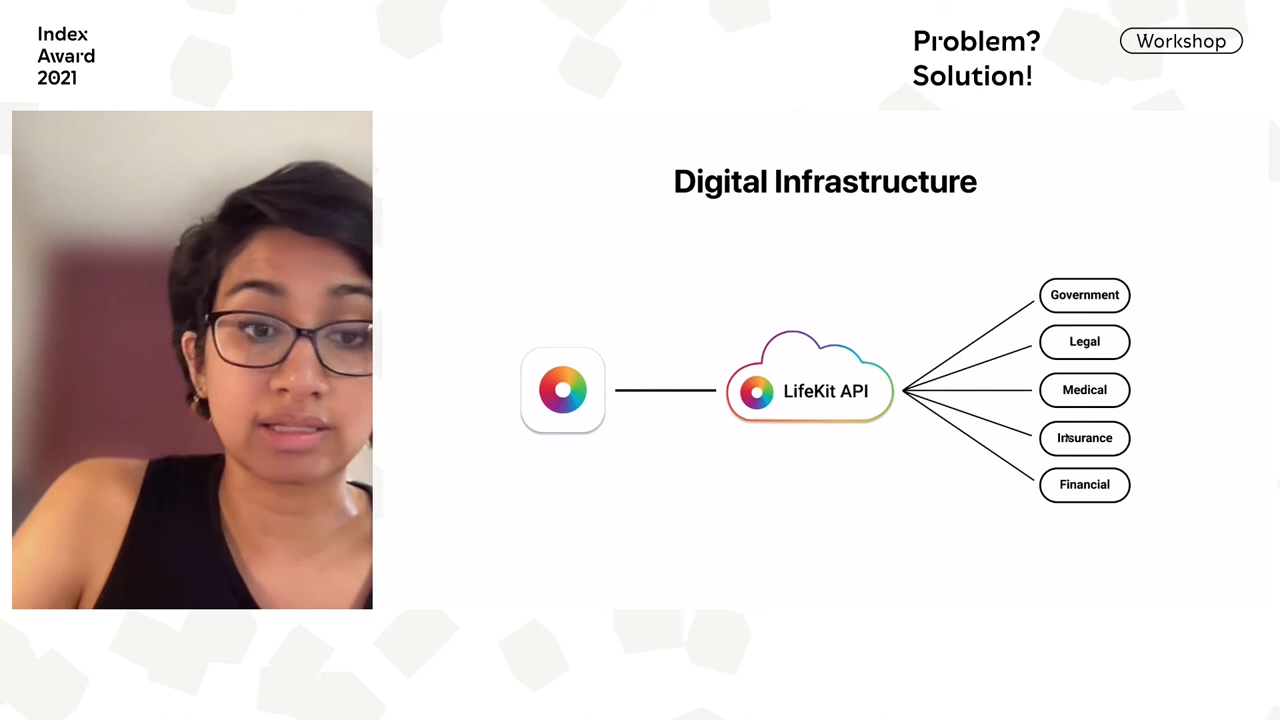 Index
Award
2021
Problem?
Solution!
Workshop
Digital Infrastructure
LifeKit API
Government
Legal
Medical
Insurance
Financial